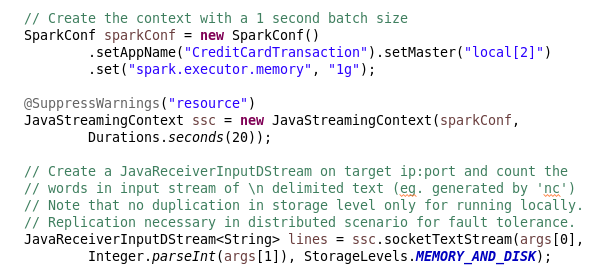 // Create the context with a 1 second batch size
SparkConf sparkConf = new SparkConf()
.setAppName("CreditCardTransaction").setMaster("local[2]")
.set("spark.executor.memory", "1g");
@SuppressWarnings("resource")
JavaStreamingContext ssc = new JavaStreamingContext(sparkConf,
Durations.seconds(20));
// Create a JavaReceiverInputDStream on target ip:port and count the
// words in input stream of \n delimited text (eg. generated by 'nc')
// Note that no duplication in storage level only for running locally.
// Replication necessary in distributed scenario for fault tolerance.
JavaReceiverInputDStream<String> lines = ssc.socketTextStream(args[0],
Integer.parseInt(args[1]), StorageLevels.MEMORY_AND_DISK);